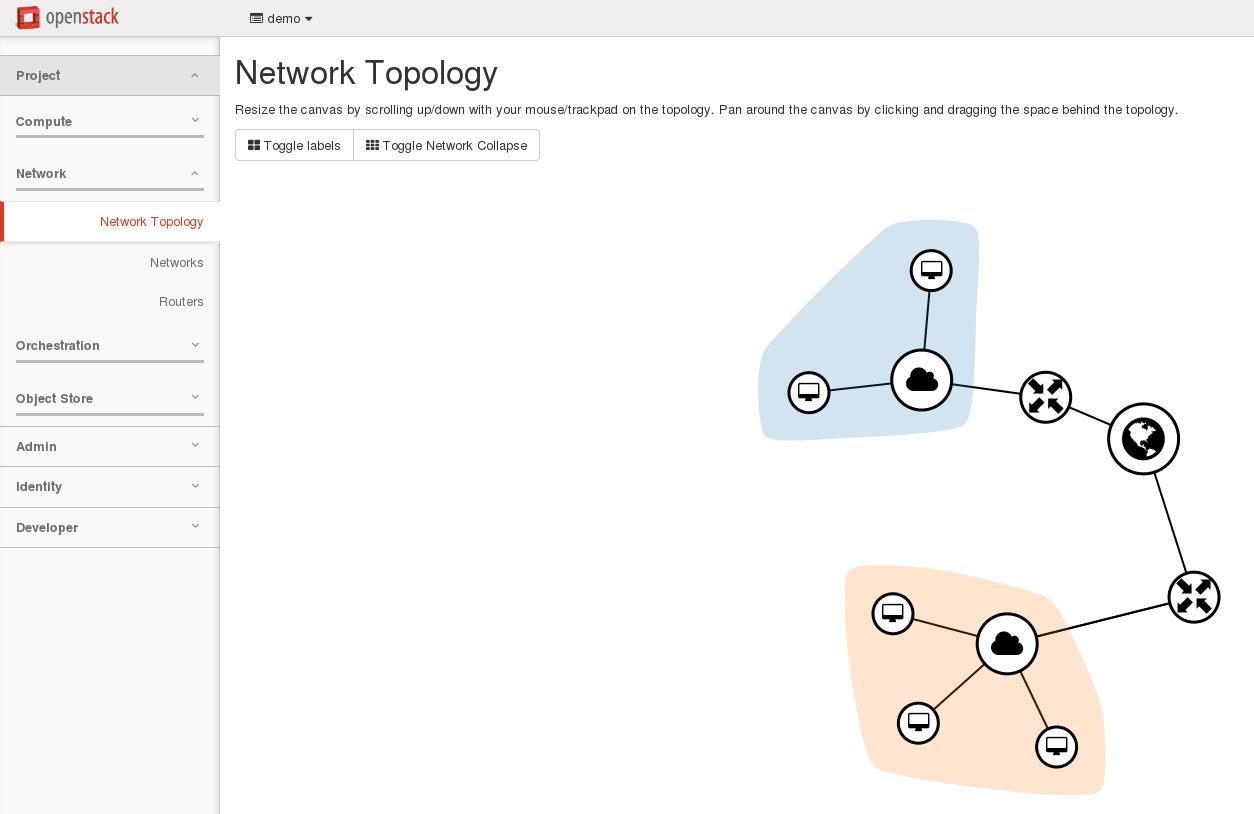 openstack
demo
Project
Compute
Network
Network Topology
Networks
Routers
Orchestration
Object Store
Admin
Identity
Developer
Network Topology
Resize the canvas by scrolling up/down with your mouse/trackpad on the topology. Pan around the canvas by clicking and dragging the space behind the topology.
Toggle labels
Toggle Network Collapse